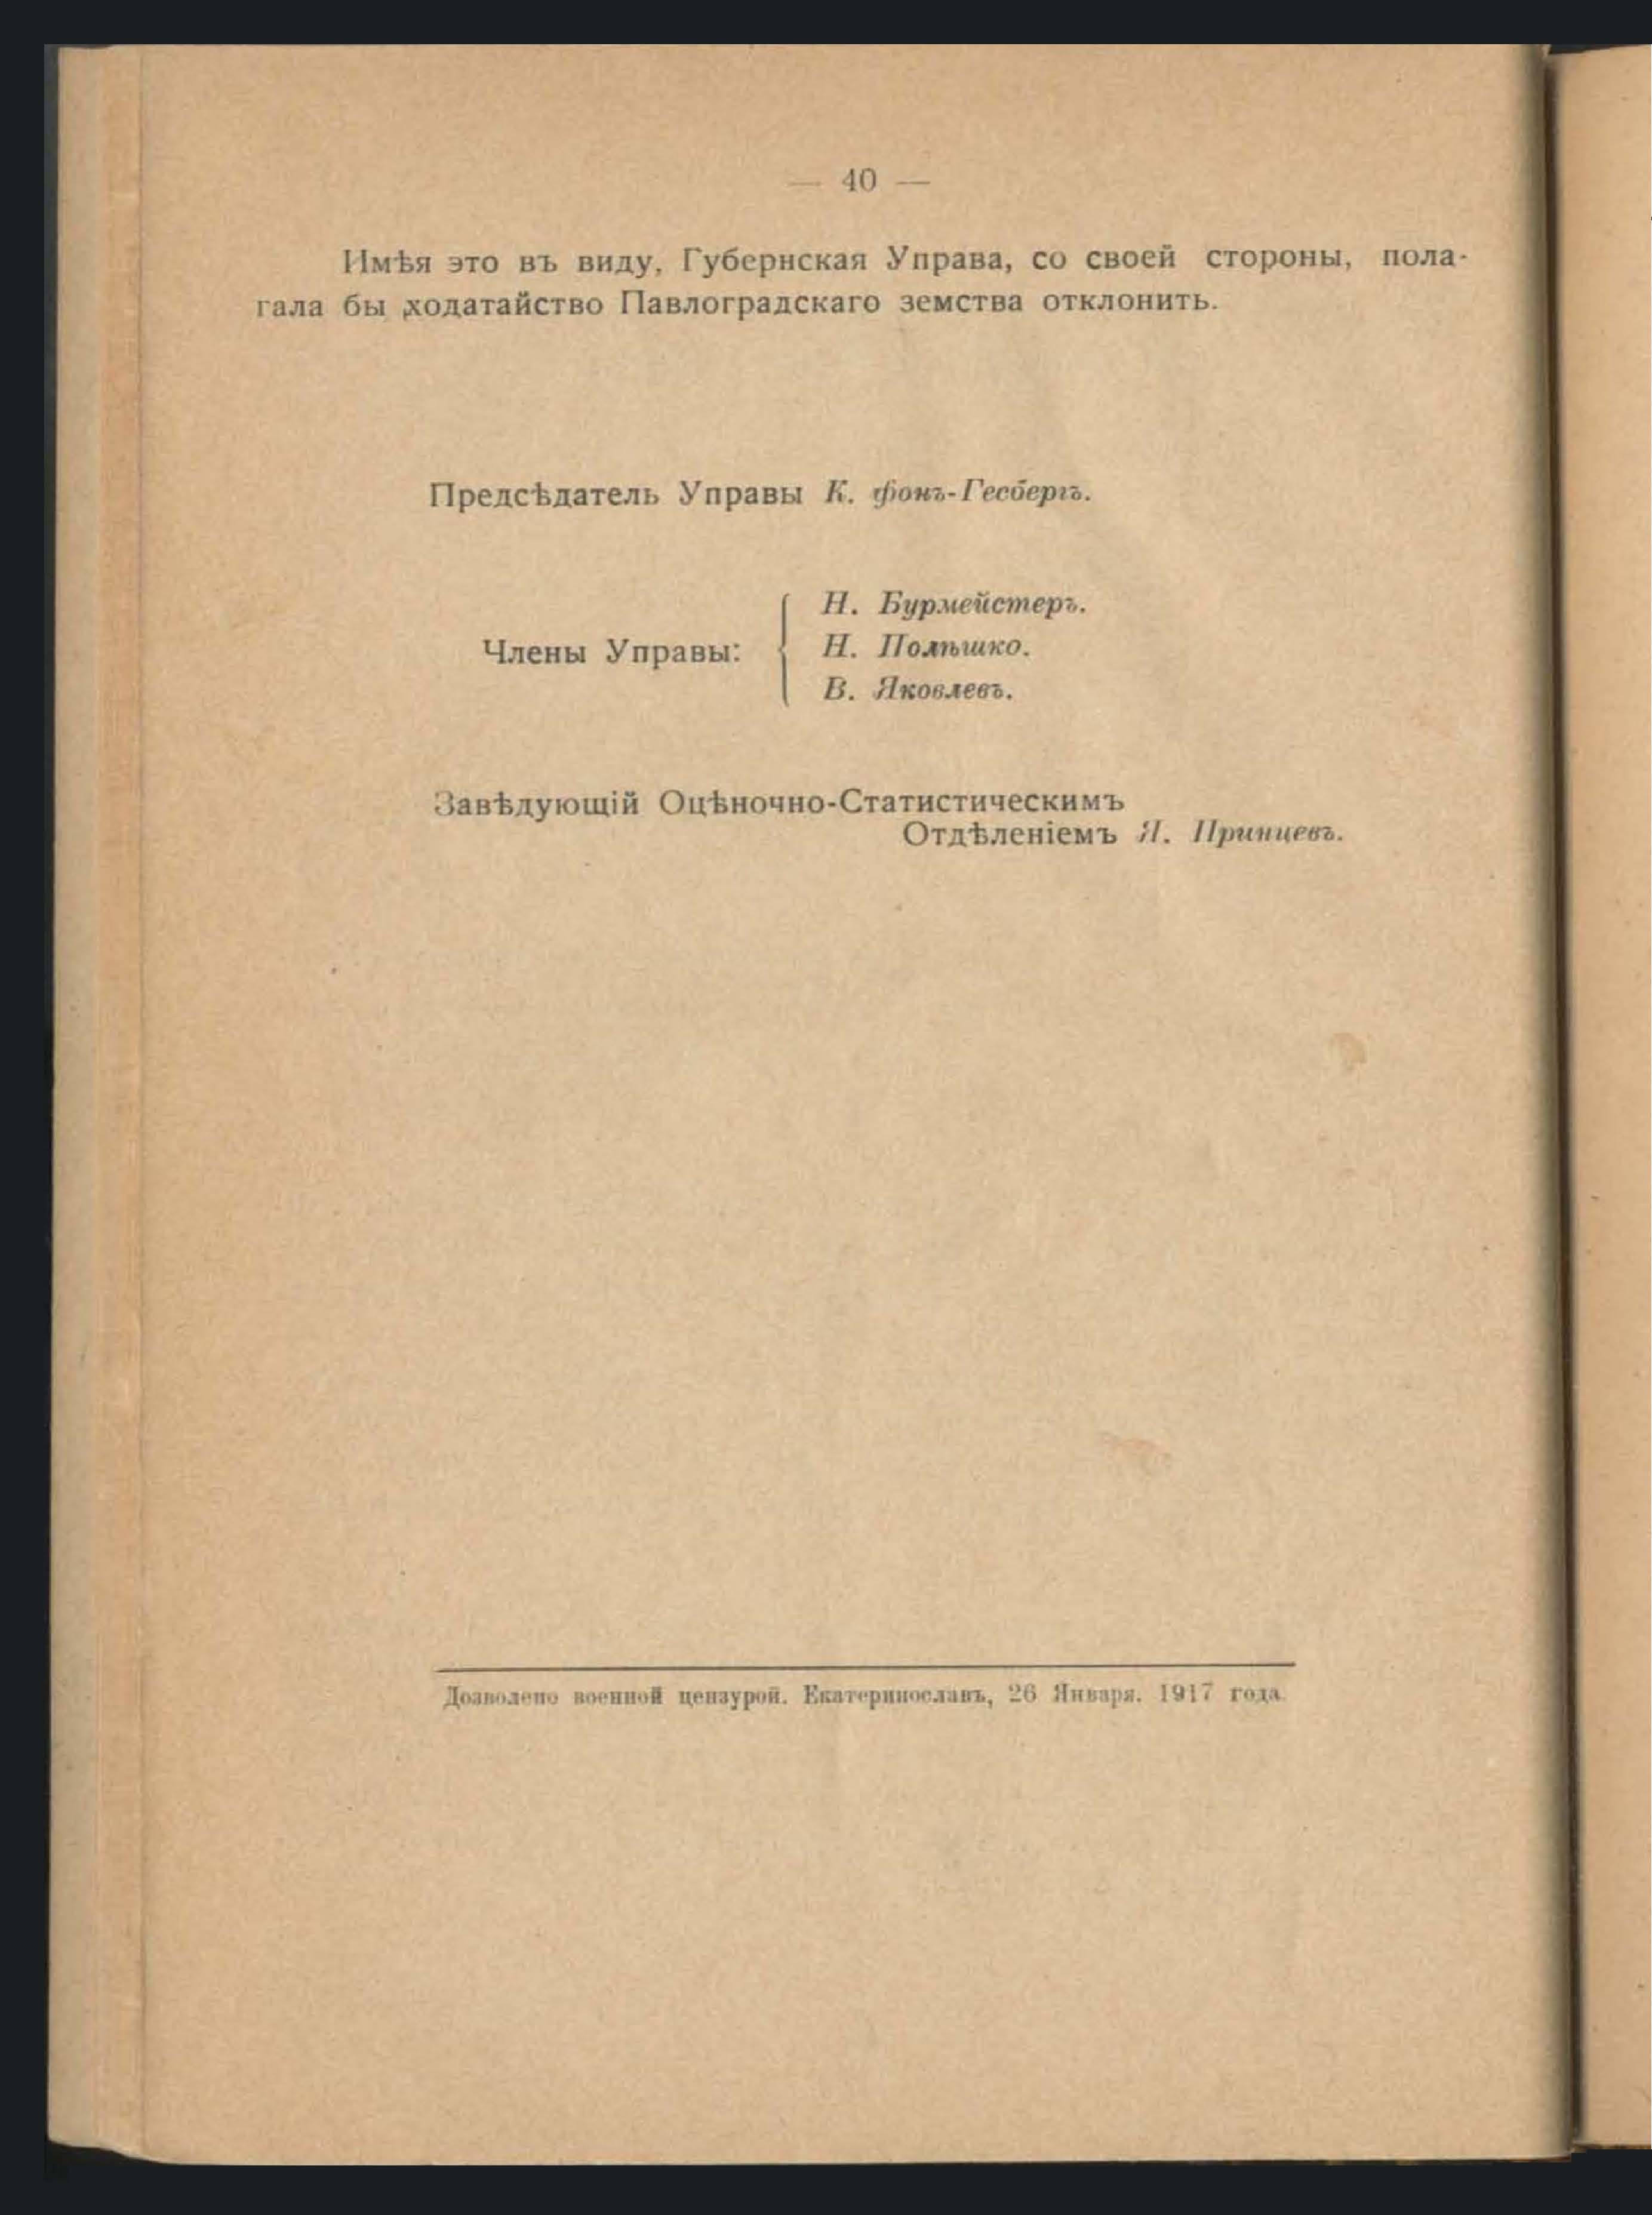 — 40 —
Имѣя это въ виду, Губернская Управа, со своей стороны, пола-
гала бы ходатайство Павлоградскаго земства отклонить.
Предсѣдатель Управы К. фонъ-Гесбергъ.
Н. Бурмейстеръ.
Члены Управы: Н. Полѣшко.
В. Яковлевъ.
Завѣдующій Оцѣночно-Статистическимъ
Отдѣленіемъ Я. Принцевъ.
Дозволено военной цензурой. Екатеринославъ, 26 Января. 1917 года.